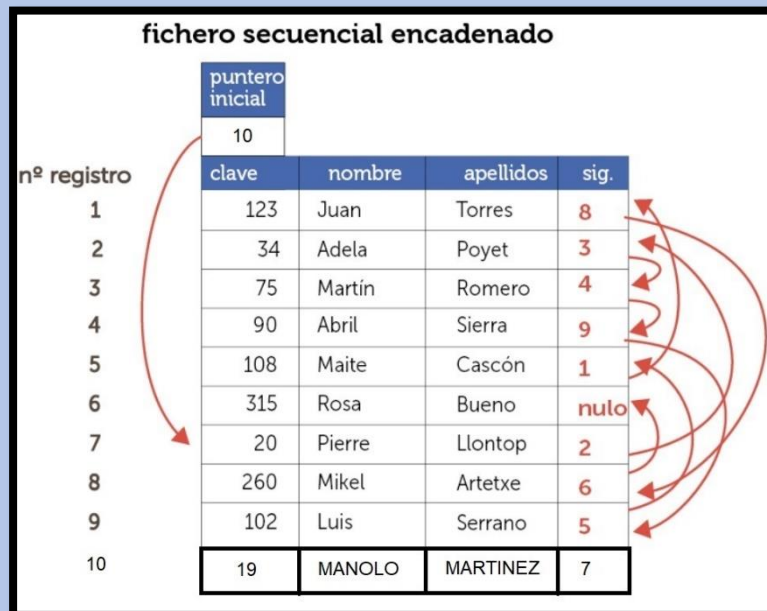 fichero secuencial encadenado
puntero
inicial
10
nº registro
clave nombre apellidos sig.
1 123 Juan Torres 8
2 34 Adela Poyet 3
3 75 Martín Romero 4
4 90 Abril Sierra 9
5 108 Maite Cascón 1
6 315 Rosa Bueno nulo
7 20 Pierre Llontop 2
8 260 Mikel Artetxe 6
9 102 Luis Serrano 5
10 19 MANOLO MARTINEZ 7